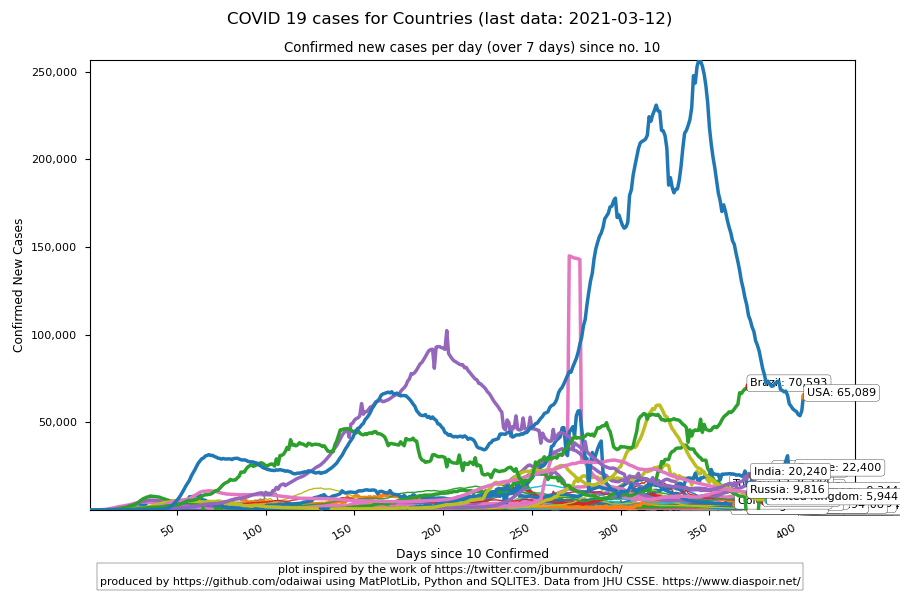 COVID 19 cases for Countries (last data: 2021-03-12)
Confirmed new cases per day (over 7 days) since no. 10
250,000
200,000
150,000
100,000
50,000
Confirmed New Cases
Brazil: 70,593
USA: 65,089
e: 22,400
India: 20,240
Russia: 9,816
gdom: 5,944
50
100
150
200
250
300
350
400
Days since 10 Confirmed
plot inspired by the work of https://twitter.com/jburnmurdoch/
produced by https://github.com/odaiwai using MatPlotLib, Python and SQLITE3. Data from JHU CSSE. https://www.diaspoir.net/